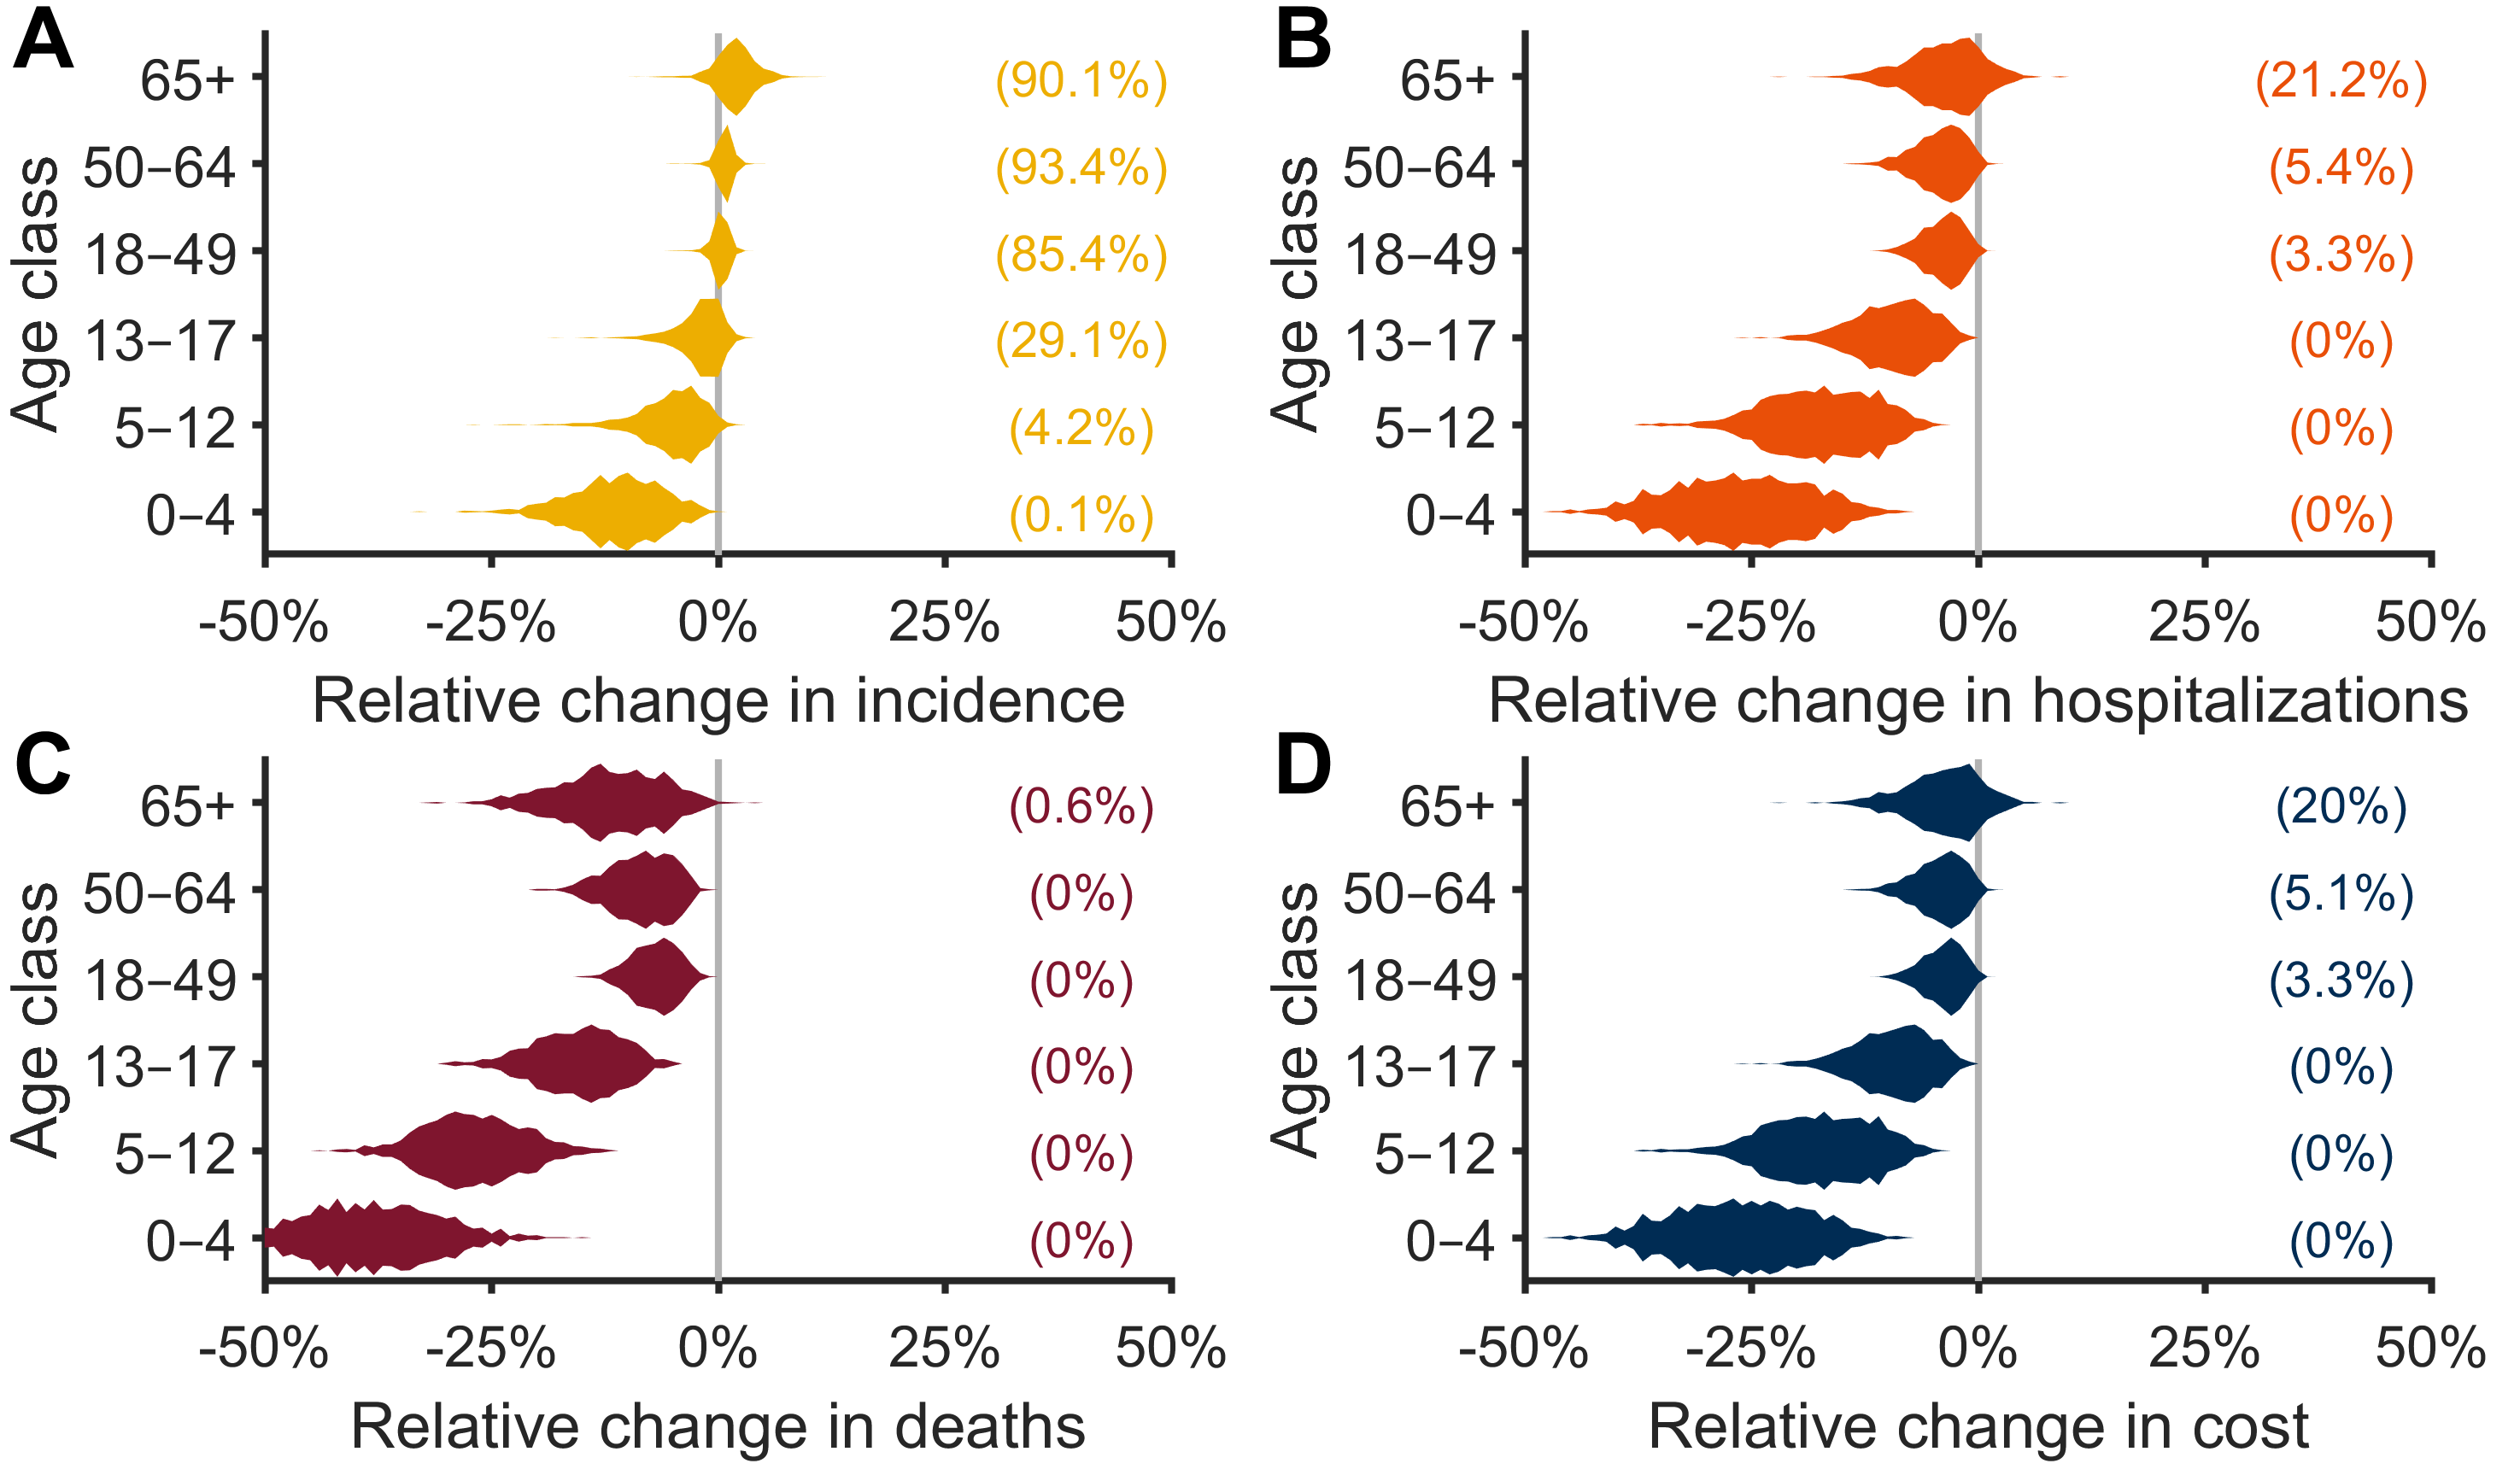 A
Age class
65+ (90.1%)
50–64 (93.4%)
18–49 (85.4%)
13–17 (29.1%)
5–12 (4.2%)
0–4 (0.1%)
-50% -25% 0% 25% 50%
Relative change in incidence
B
Age class
65+ (21.2%)
50–64 (5.4%)
18–49 (3.3%)
13–17 (0%)
5–12 (0%)
0–4 (0%)
-50% -25% 0% 25% 50%
Relative change in hospitalizations
C
Age class
65+ (0.6%)
50–64 (0%)
18–49 (0%)
13–17 (0%)
5–12 (0%)
0–4 (0%)
-50% -25% 0% 25% 50%
Relative change in deaths
D
Age class
65+ (20%)
50–64 (5.1%)
18–49 (3.3%)
13–17 (0%)
5–12 (0%)
0–4 (0%)
-50% -25% 0% 25% 50%
Relative change in cost